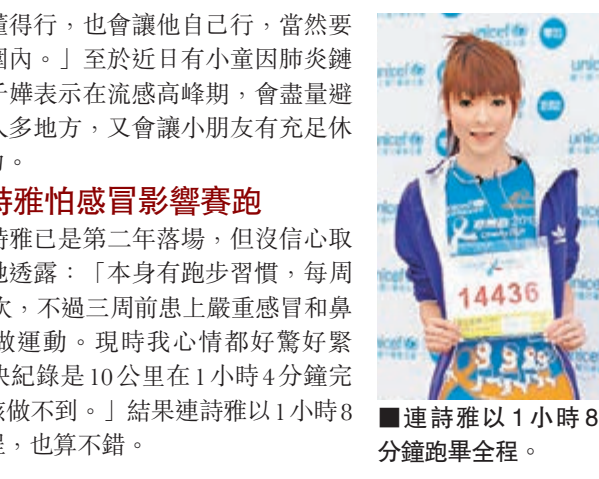 懂得行，也會讓他自己行，當然要
圍內。」至於近日有小童因肺炎鏈
千嬅表示在流感高峰期，會盡量避
人多地方，又會讓小朋友有充足休
詩雅怕感冒影響賽跑
詩雅已是第二年落場，但沒信心取
她透露：「本身有跑步習慣，每周
次，不過三周前患上嚴重感冒和鼻
做運動。現時我心情都好驚好緊
快紀錄是10公里在1小時4分鐘完
該做不到。」結果連詩雅以1小時8
程，也算不錯。
unicef
unicef
14436
■連詩雅以1小時8
分鐘跑畢全程。